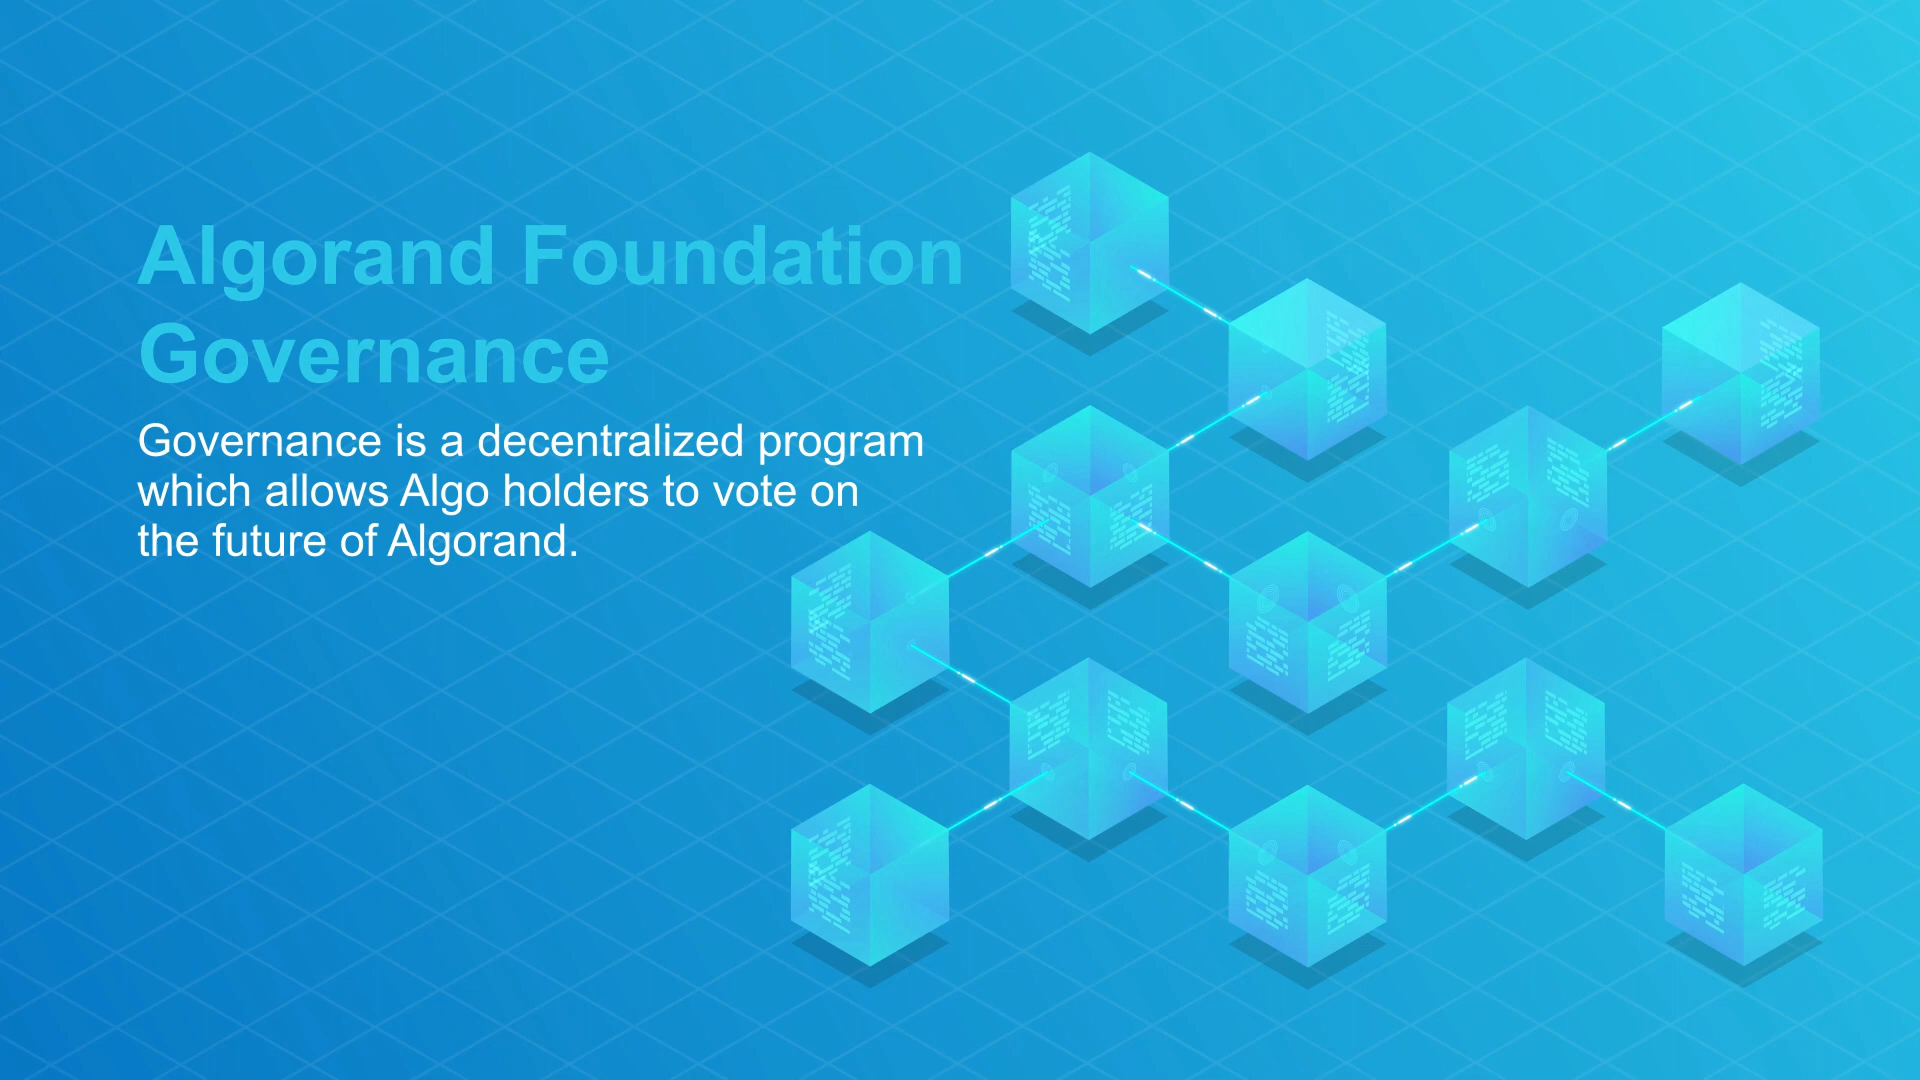 Algorand Foundation
Governance
Governance is a decentralized program
which allows Algo holders to vote on
the future of Algorand.